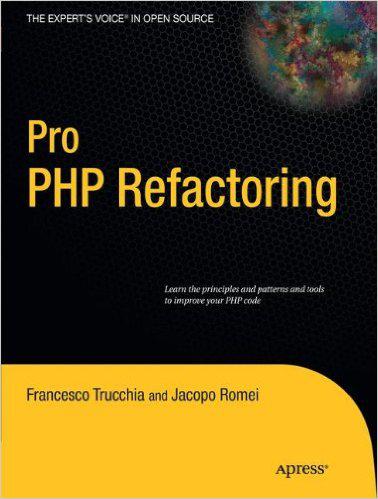 THE EXPERT'S VOICE® IN OPEN SOURCE
Pro
PHP Refactoring
Learn the principles and patterns and tools
to improve your PHP code
Francesco Trucchia and Jacopo Romei
Apress®